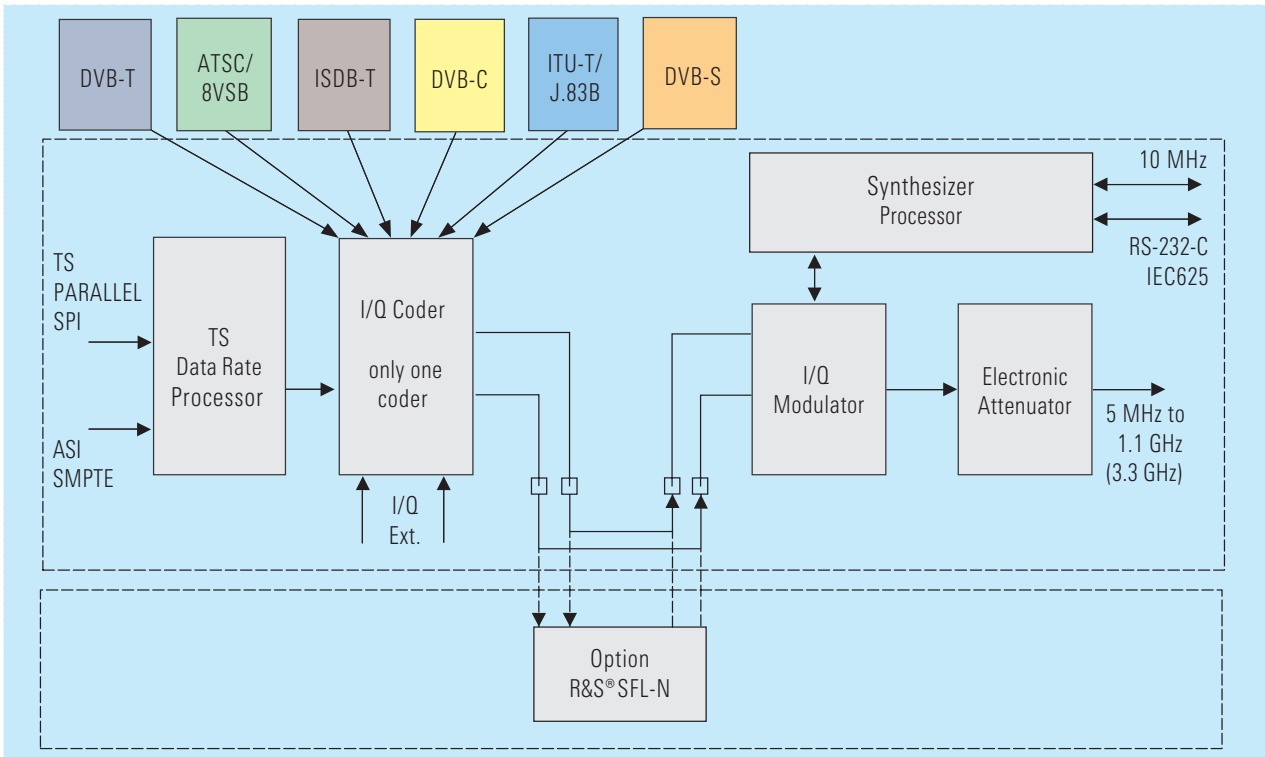 DVB-T
ATSC/
8VSB
ISDB-T
DVB-C
ITU-T/
J.83B
DVB-S
Synthesizer
Processor
10 MHz
RS-232-C
IEC625
TS
PARALLEL
SPI
ASI
SMPTE
TS
Data Rate
Processor
I/Q Coder
only one
coder
I/Q
Ext.
I/Q
Modulator
Electronic
Attenuator
5 MHz to
1.1 GHz
(3.3 GHz)
Option
R&S® SFL-N